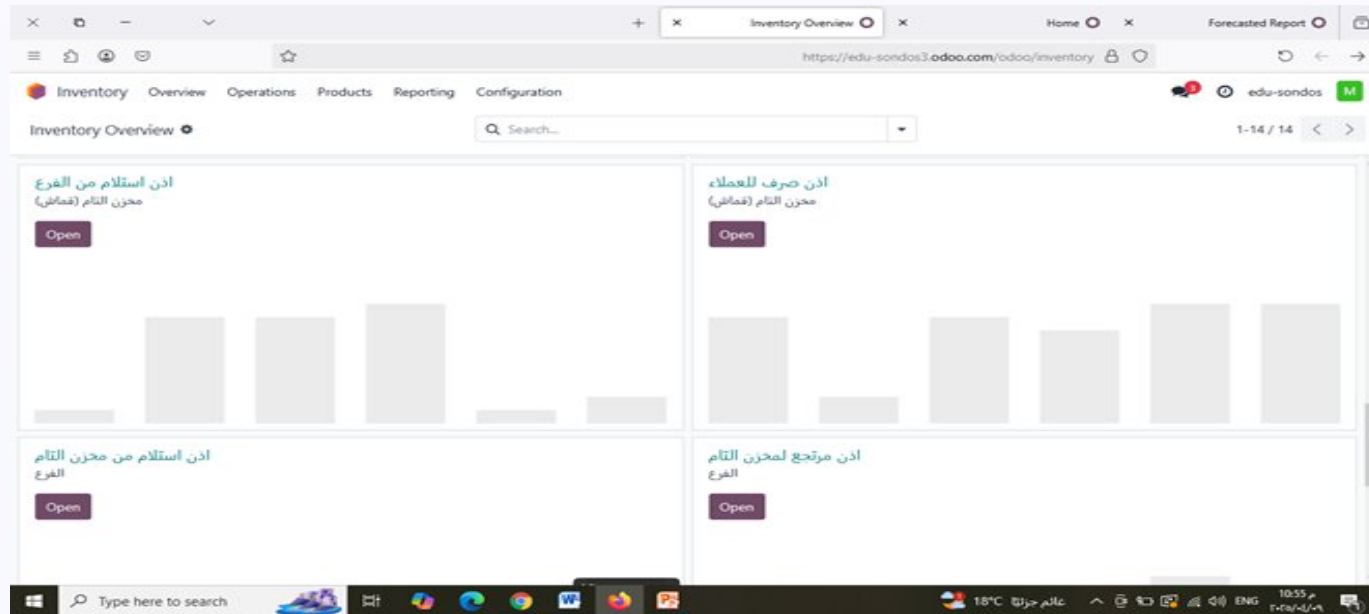 Inventory Overview
Home
Forecasted Report
https://edu-sondos3.odoo.com/odoo/inventory
Inventory Overview Operations Products Reporting Configuration
3
edu-sondos
M
Inventory Overview
Search...
1-14 / 14
اذن استلام من الفرع
مخزن التام (قماش)
Open
اذن صرف للعملاء
مخزن التام (قماش)
Open
اذن استلام من مخزن التام
الفرع
Open
اذن مرتجع لمخزن التام
الفرع
Open
Type here to search
18°C
ENG
10:55 م